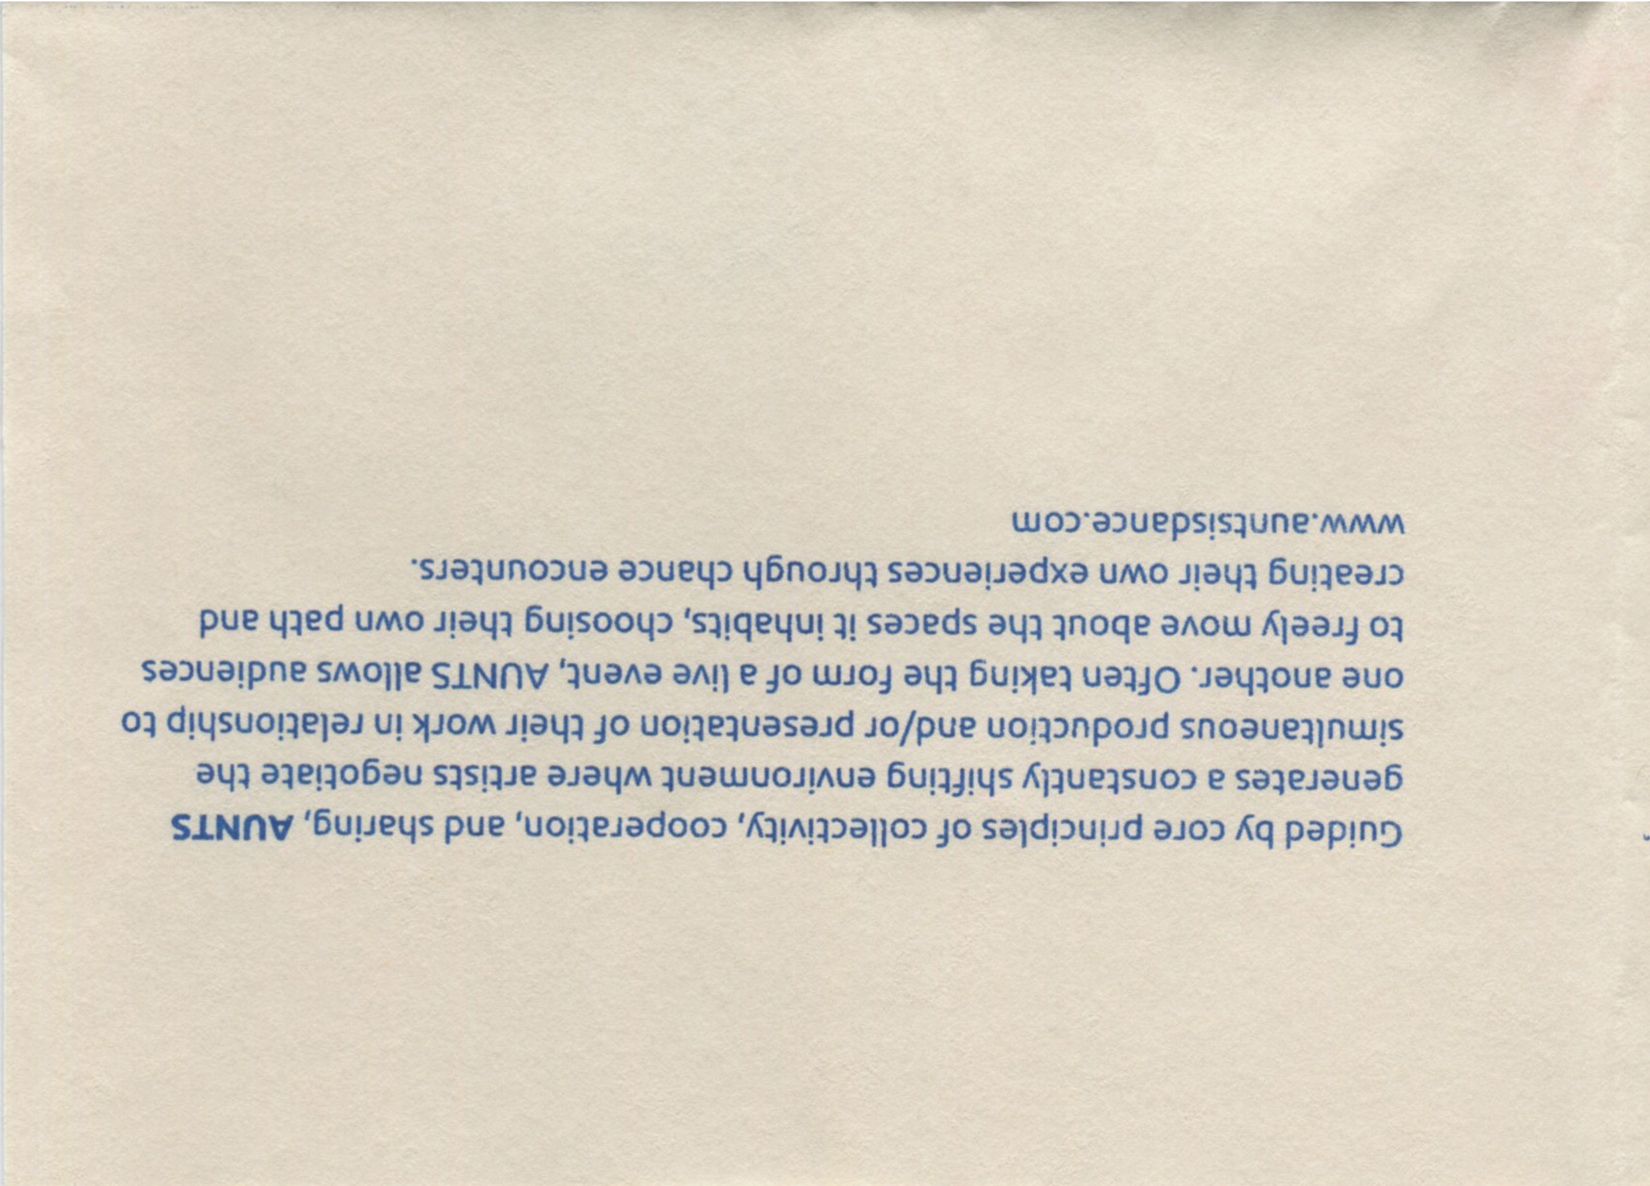 Guided by core principles of collectivity, cooperation, and sharing, AUNTS
generates a constantly shifting environment where artists negotiate the
simultaneous production and/or presentation of their work in relationship to
one another. Often taking the form of a live event, AUNTS allows audiences
to freely move about the spaces it inhabits, choosing their own path and
creating their own experiences through chance encounters.
www.auntsisdance.com